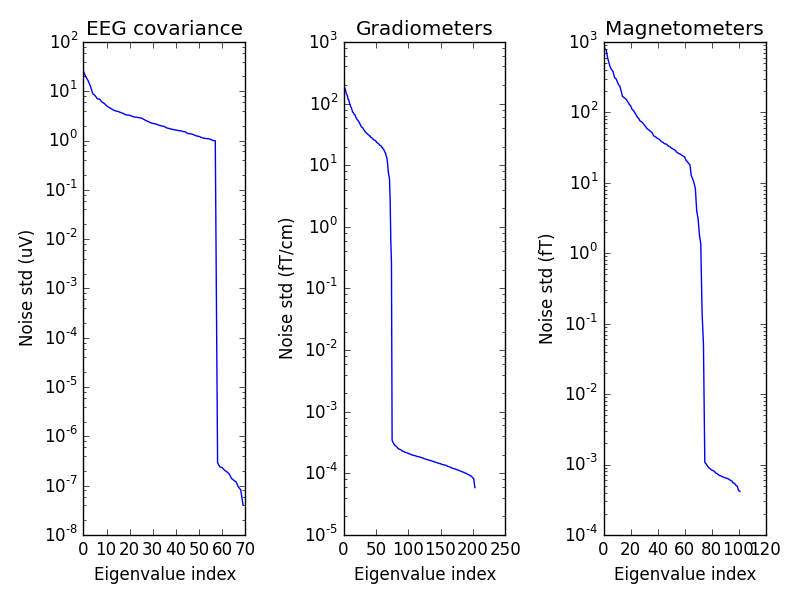 EEG covariance
10^2
10^1
10^0
10^-1
10^-2
10^-3
10^-4
10^-5
10^-6
10^-7
10^-8
Noise std (uV)
0 10 20 30 40 50 60 70
Eigenvalue index
Gradiometers
10^3
10^2
10^1
10^0
10^-1
10^-2
10^-3
10^-4
10^-5
Noise std (fT/cm)
0 50 100 150 200 250
Eigenvalue index
Magnetometers
10^3
10^2
10^1
10^0
10^-1
10^-2
10^-3
10^-4
Noise std (fT)
0 20 40 60 80 100 120
Eigenvalue index